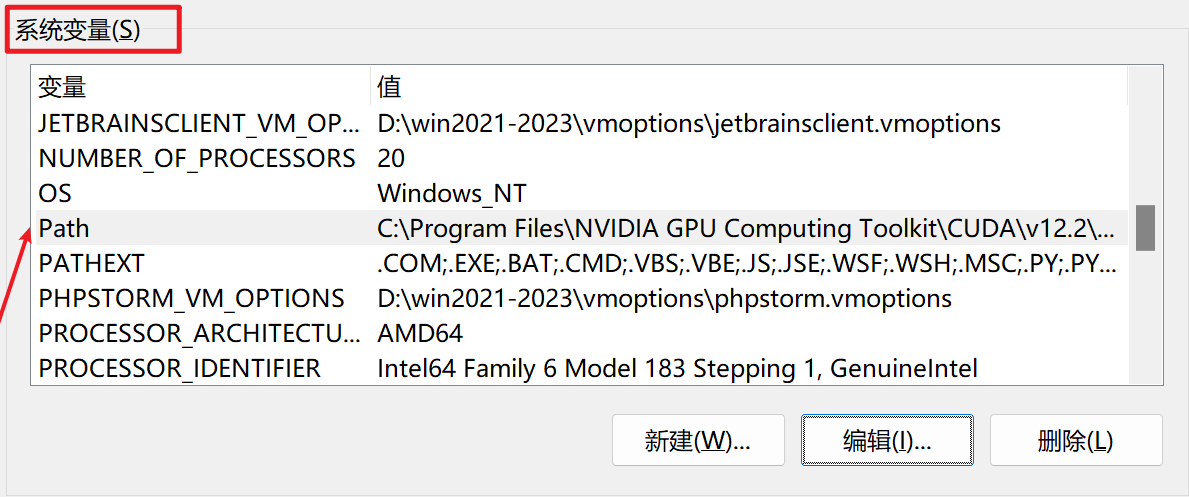 系统变量(S)
变量 值
JETBRAINSCLIENT_VM_OP... D:\win2021-2023\vmoptions\jetbrainsclient.vmoptions
NUMBER_OF_PROCESSORS 20
OS Windows_NT
Path C:\Program Files\NVIDIA GPU Computing Toolkit\CUDA\v12.2\...
PATHEXT .COM;.EXE;.BAT;.CMD;.VBS;.VBE;.JS;.JSE;.WSF;.WSH;.MSC;.PY;.PY...
PHPSTORM_VM_OPTIONS D:\win2021-2023\vmoptions\phpstorm.vmoptions
PROCESSOR_ARCHITECTU... AMD64
PROCESSOR_IDENTIFIER Intel64 Family 6 Model 183 Stepping 1, GenuineIntel
新建(W)... 编辑(I)... 删除(L)